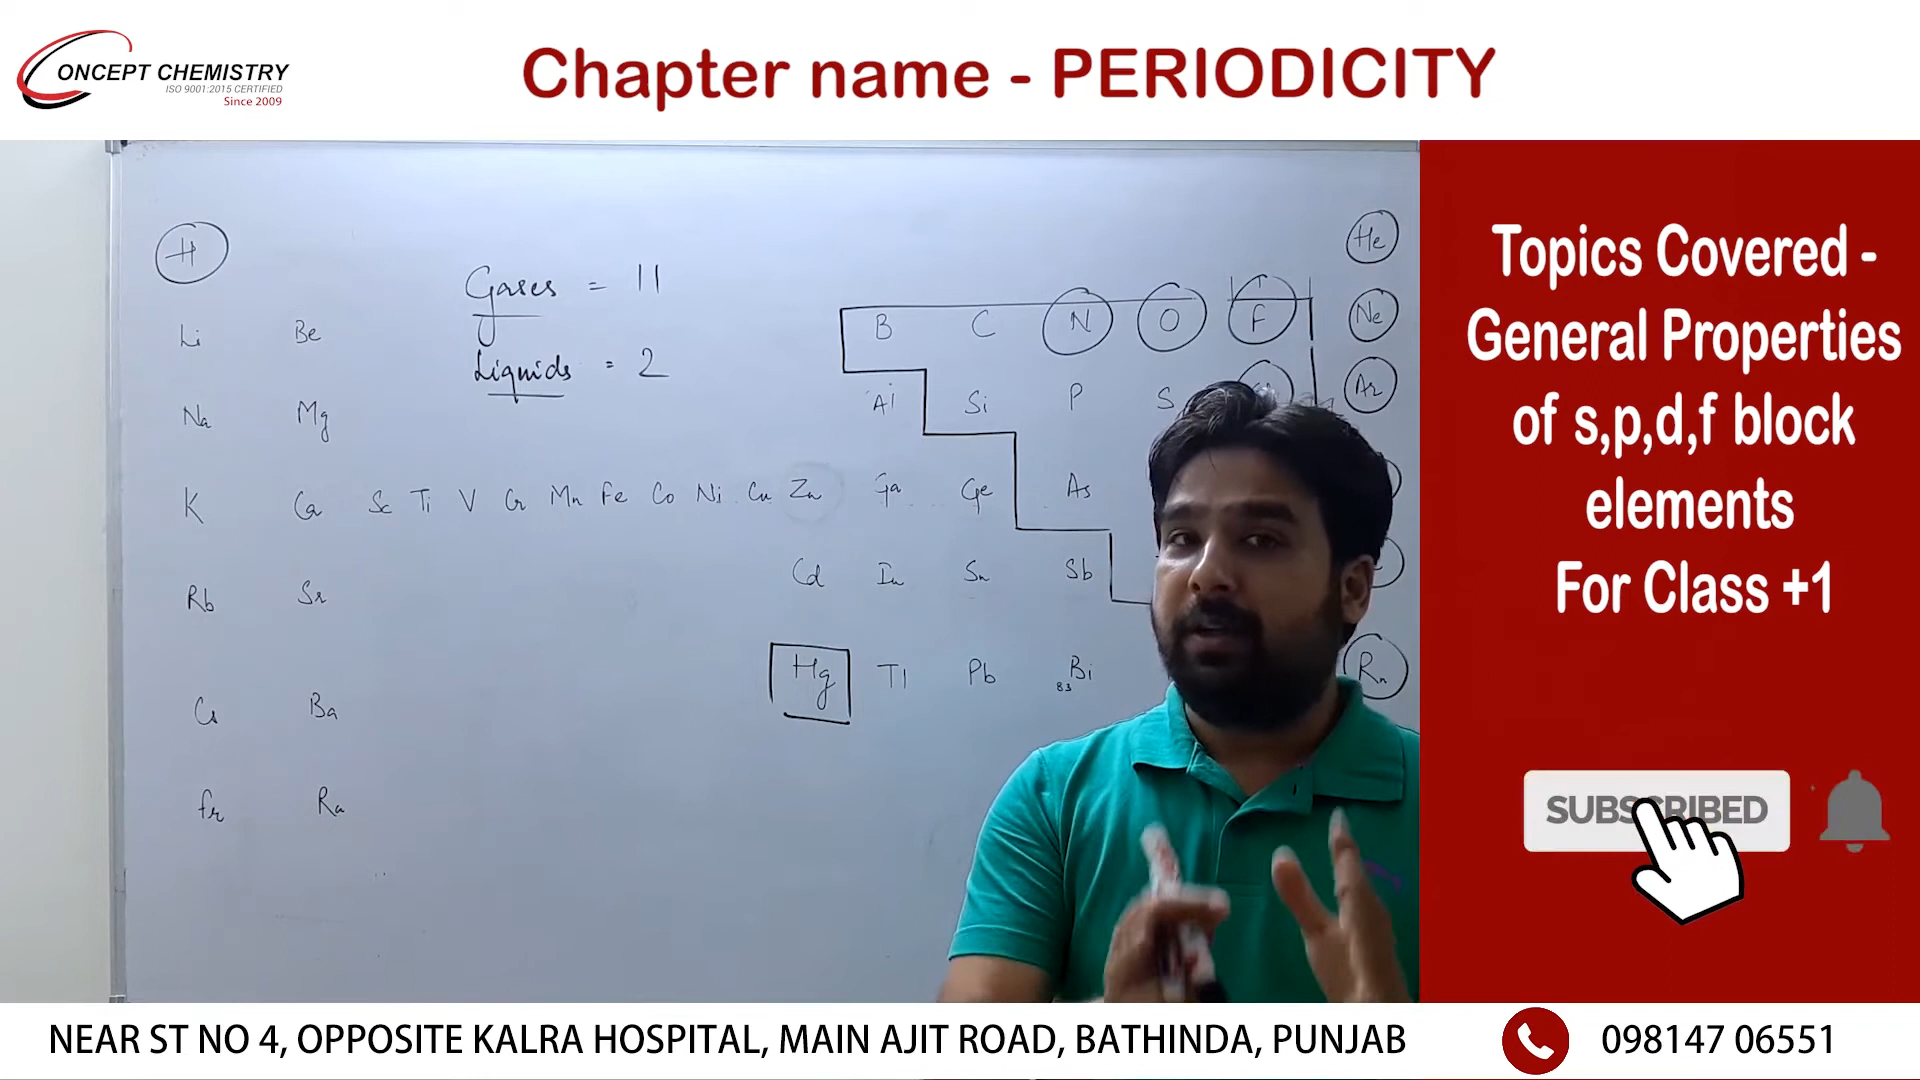 CONCEPT CHEMISTRY
ISO 9001:2015 CERTIFIED
Since 2009
Chapter name - PERIODICITY
H He
Gases = 11
Liquids = 2
Li Be B C N O F Ne
Na Mg Al Si P S Ar
K Ca Sc Ti V Cr Mn Fe Co Ni Cu Zn Ga Ge As
Rb Sr Cd In Sn Sb
Cs Ba Hg Tl Pb 83Bi Rn
Fr Ra
Topics Covered -
General Properties
of s,p,d,f block
elements
For Class +1
SUBSCRIBED
NEAR ST NO 4, OPPOSITE KALRA HOSPITAL, MAIN AJIT ROAD, BATHINDA, PUNJAB
098147 06551